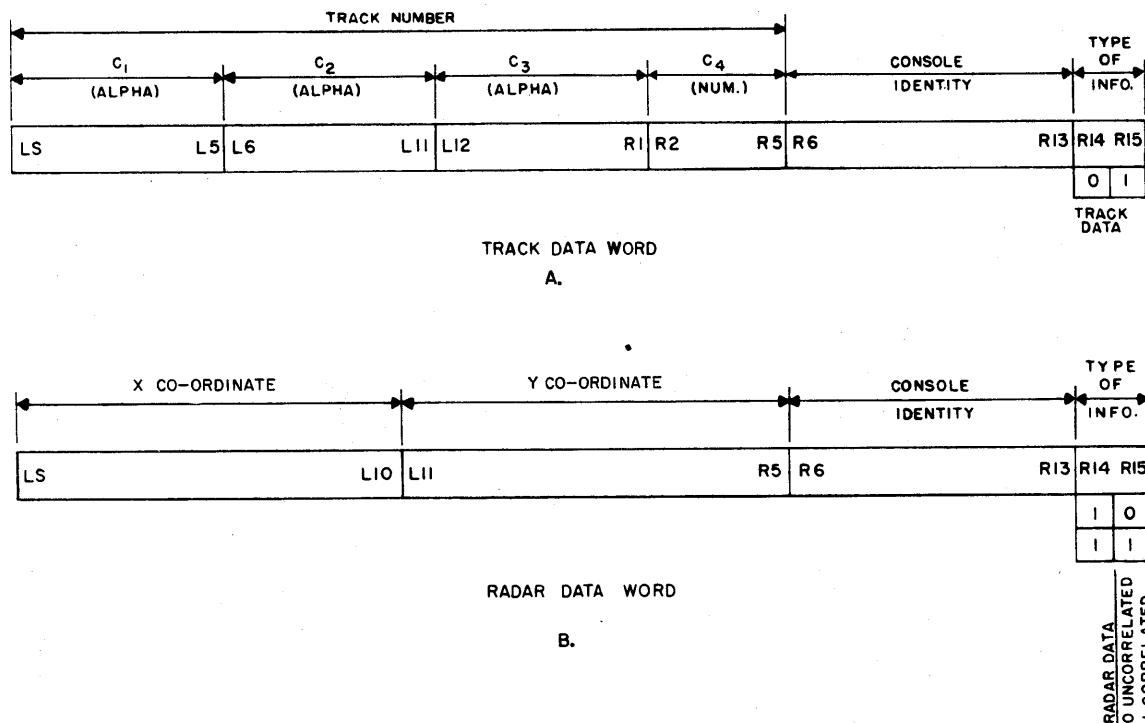 TRACK NUMBER
C1 (ALPHA)
C2 (ALPHA)
C3 (ALPHA)
C4 (NUM.)
CONSOLE IDENTITY
TYPE OF INFO.
LS L5 L6 L11 L12 R1 R2 R5 R6 R13 R14 R15
0 1
TRACK DATA
TRACK DATA WORD
A.
X CO-ORDINATE
Y CO-ORDINATE
CONSOLE IDENTITY
TYPE OF INFO.
LS L10 L11 R5 R6 R13 R14 R15
1 0
1 1
RADAR DATA
0 UNCORRELATED
RADAR DATA WORD
B.